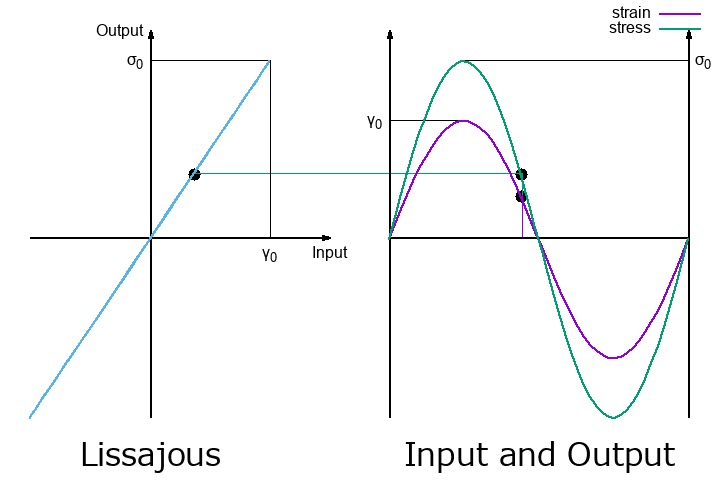 Output
σ0
γ0
Input
Lissajous
strain
stress
σ0
γ0
Input and Output